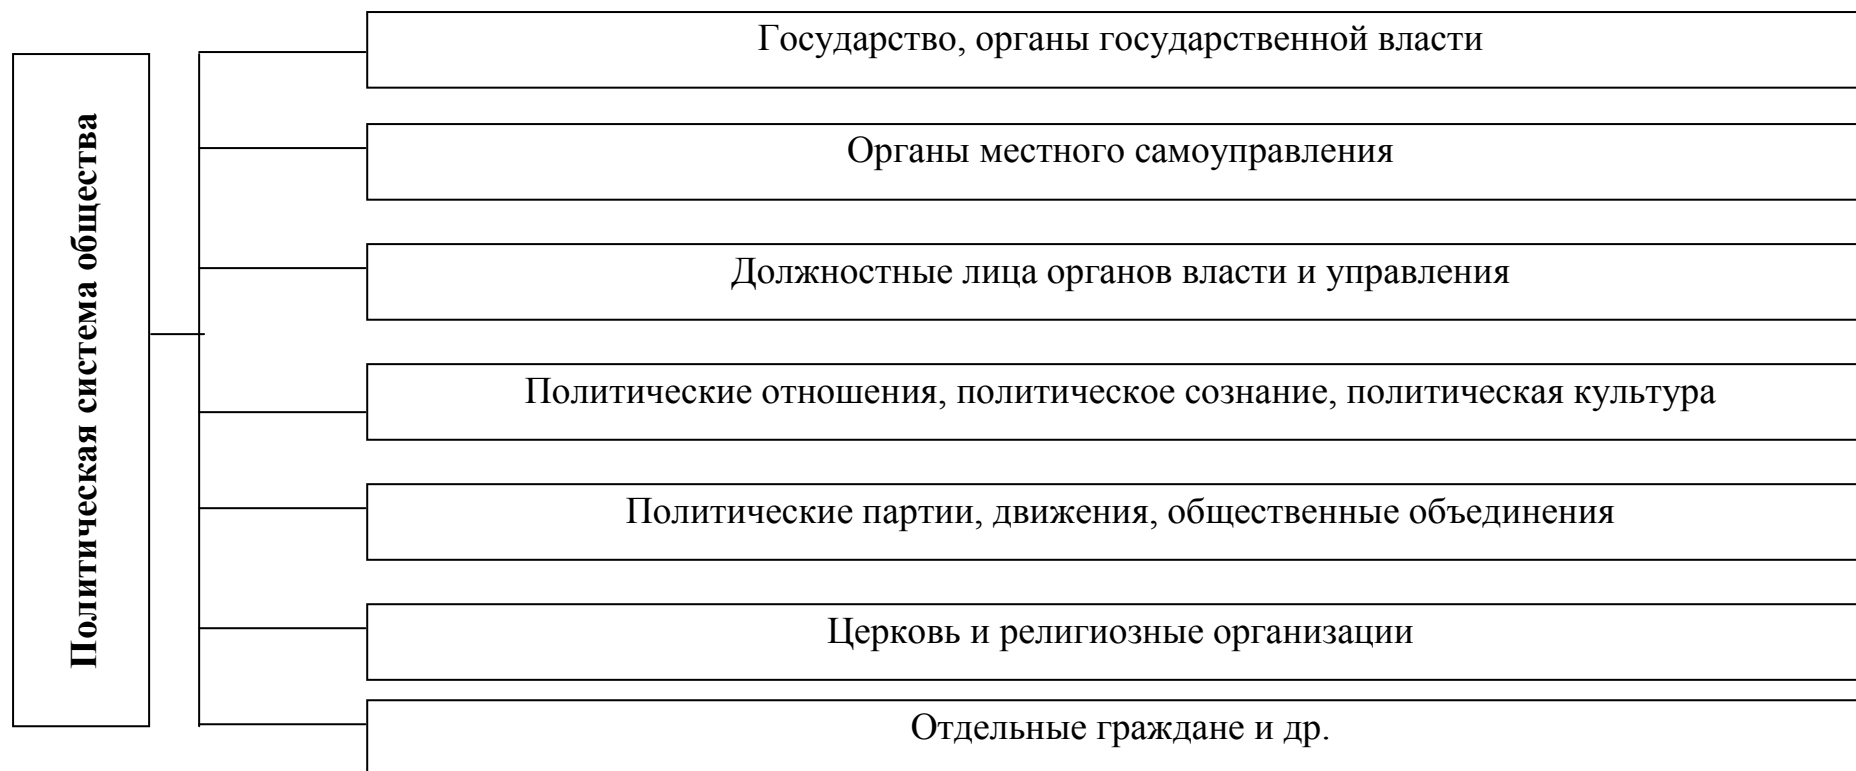 Политическая система общества
Государство, органы государственной власти
Органы местного самоуправления
Должностные лица органов власти и управления
Политические отношения, политическое сознание, политическая культура
Политические партии, движения, общественные объединения
Церковь и религиозные организации
Отдельные граждане и др.